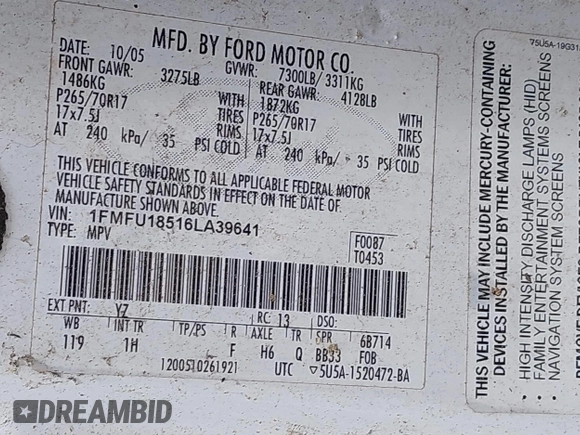 MFD. BY FORD MOTOR CO.
DATE: 10/05 GVWR: 7300LB/ 3311KG
FRONT GAWR: 3275LB REAR GAWR: 4128LB
1486KG WITH 1872KG WITH
P265/70R17 TIRES P265/70R17 TIRES
17x7.5J RIMS 17x7.5J RIMS
AT 240 kPa/ 35 PSI COLD AT 240 kPa/ 35 PSI COLD
THIS VEHICLE CONFORMS TO ALL APPLICABLE FEDERAL MOTOR
VEHICLE SAFETY STANDARDS IN EFFECT ON THE DATE OF
MANUFACTURE SHOWN ABOVE.
VIN: 1FMFU18516LA39641
TYPE: MPV
F0087
T0453
EXT PNT: YZ RC: 13 DSO:
WB INT TR TP/PS R AXLE TR SPR 6B714
119 1H F H6 Q BB33 FOB
1200510261921 UTC ▽5U5A-1520472-BA
75U5A-19G31
THIS VEHICLE MAY INCLUDE MERCURY-CONTAINING
DEVICES INSTALLED BY THE MANUFACTURER:
• HIGH INTENSITY DISCHARGE LAMPS (HID)
• FAMILY ENTERTAINMENT SYSTEMS SCREENS
• NAVIGATION SYSTEM SCREENS
DREAMBID